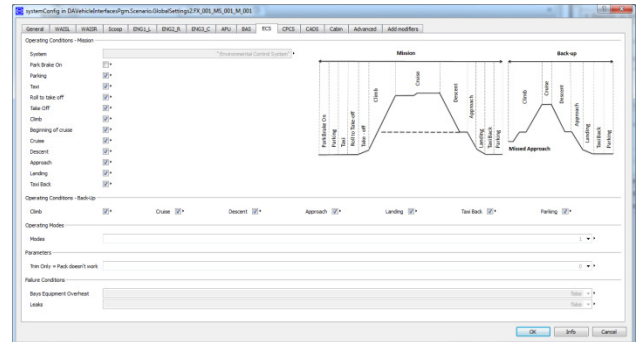 systemConfig in DAVehicleInterfacesPgm.Scenario.GlobalSettings2.FX_001_MS_001_M_001
General WAISL WAISR Scoop ENG1_L ENG2_R ENG3_C APU BAS ECS CPCS CADS Cabin Advanced Add modifiers
Operating Conditions - Mission
System "Environmental Control System"
Park Brake On
Parking
Taxi
Roll to take off
Take Off
Climb
Beginning of cruise
Cruise
Descent
Approach
Landing
Taxi Back
Mission
ParkBrake On
Parking
Taxi
Roll to Take-off
Take-off
Climb
Cruise
Descent
Approach
Landing
Taxi Back
Parking
Back-up
Missed Approach
Climb
Cruise
Descent
Approach
Landing
Taxi Back
Parking
Operating Conditions - Back-Up
Climb Cruise Descent Approach Landing Taxi Back Parking
Operating Modes
Modes 1
Parameters
Trim Only = Pack doesn't work 0
Failure Conditions
Bays Equipment Overheat false
Leaks false
OK Info Cancel